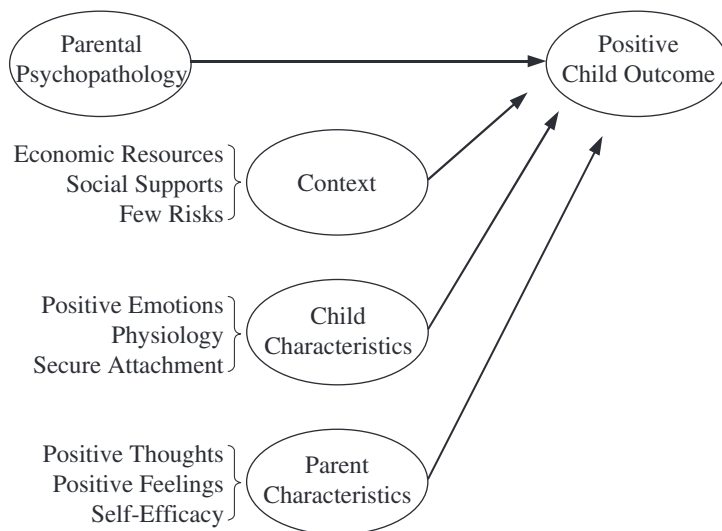 Parental
Psychopathology
Positive
Child Outcome
Economic Resources
Social Supports
Few Risks
Context
Positive Emotions
Physiology
Secure Attachment
Child
Characteristics
Positive Thoughts
Positive Feelings
Self-Efficacy
Parent
Characteristics